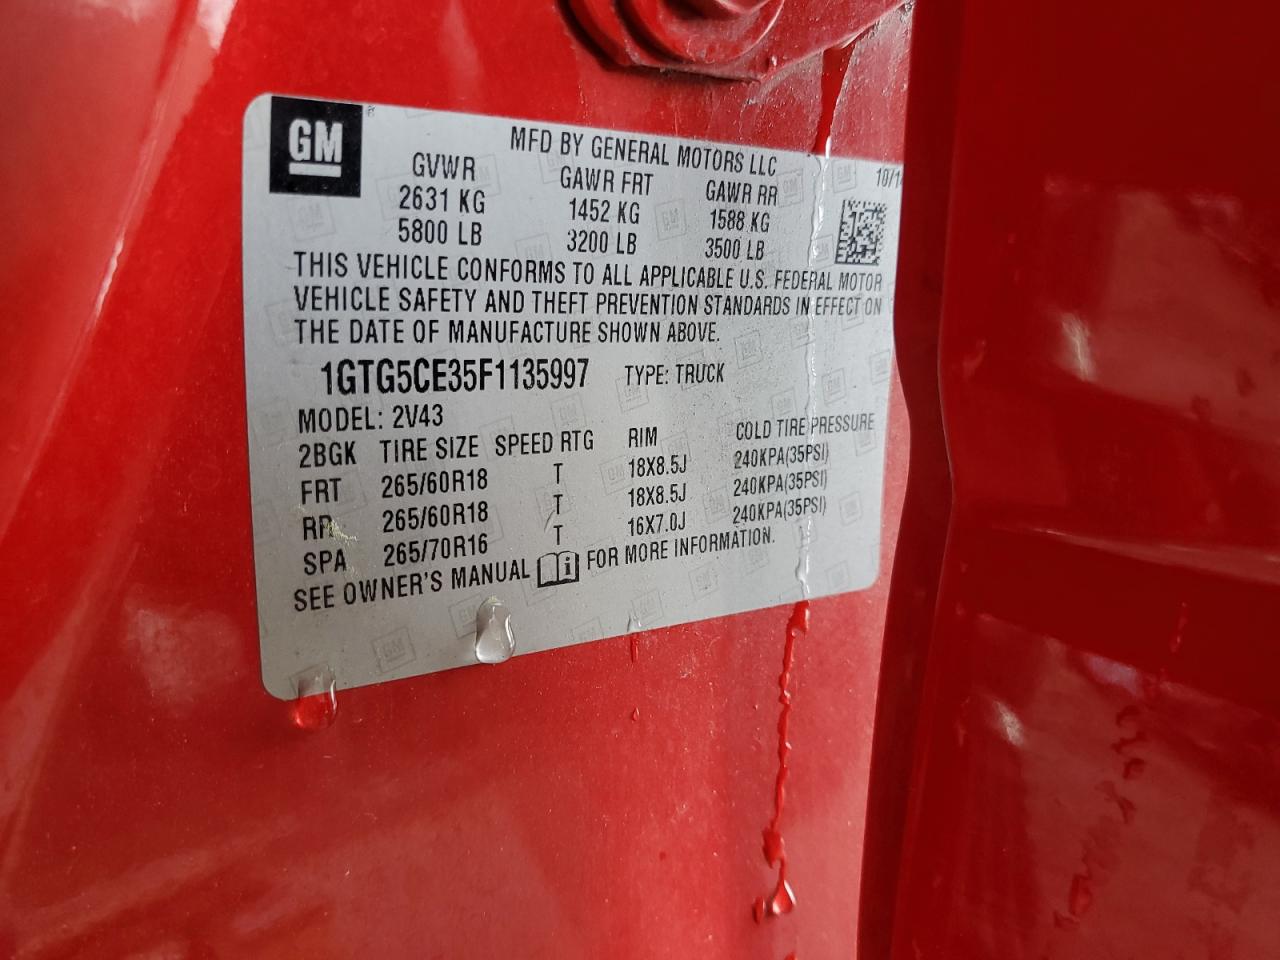 GM
MFD BY GENERAL MOTORS LLC
10/14
GVWR GAWR FRT GAWR RR
2631 KG 1452 KG 1588 KG
5800 LB 3200 LB 3500 LB
THIS VEHICLE CONFORMS TO ALL APPLICABLE U.S. FEDERAL MOTOR
VEHICLE SAFETY AND THEFT PREVENTION STANDARDS IN EFFECT ON
THE DATE OF MANUFACTURE SHOWN ABOVE.
1GTG5CE35F1135997 TYPE: TRUCK
MODEL: 2V43
2BGK TIRE SIZE SPEED RTG RIM COLD TIRE PRESSURE
FRT 265/60R18 T 18X8.5J 240KPA(35PSI)
RR 265/60R18 T 18X8.5J 240KPA(35PSI)
SPA 265/70R16 T 16X7.0J 240KPA(35PSI)
SEE OWNER'S MANUAL FOR MORE INFORMATION.